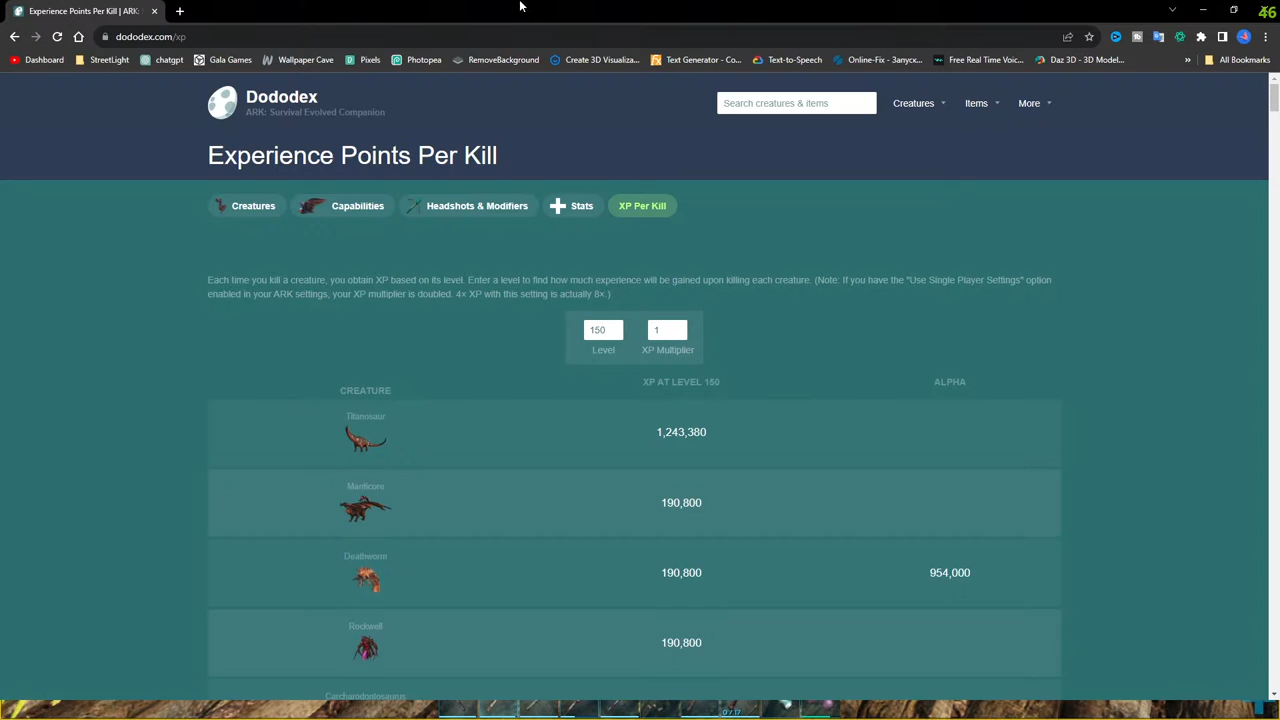 Experience Points Per Kill | ARK:
46
dododex.com/xp
Dashboard
StreetLight
chatgpt
Gala Games
Wallpaper Cave
Pixels
Photopea
RemoveBackground
Create 3D Visualiza...
Text Generator - Co...
Text-to-Speech
Online-Fix - Запусc...
Free Real Time Voic...
Daz 3D - 3D Model...
»
All Bookmarks
Dododex
ARK: Survival Evolved Companion
Search creatures & items
Creatures
Items
More
Experience Points Per Kill
Creatures
Capabilities
Headshots & Modifiers
Stats
XP Per Kill
Each time you kill a creature, you obtain XP based on its level. Enter a level to find how much experience will be gained upon killing each creature. (Note: If you have the "Use Single Player Settings" option
enabled in your ARK settings, your XP multiplier is doubled. 4× XP with this setting is actually 8×.)
150
1
Level
XP Multiplier
CREATURE
XP AT LEVEL 150
ALPHA
Titanosaur
1,243,380
Manticore
190,800
Deathworm
190,800
954,000
Rockwell
190,800
Carcharodontosaurus
0/17